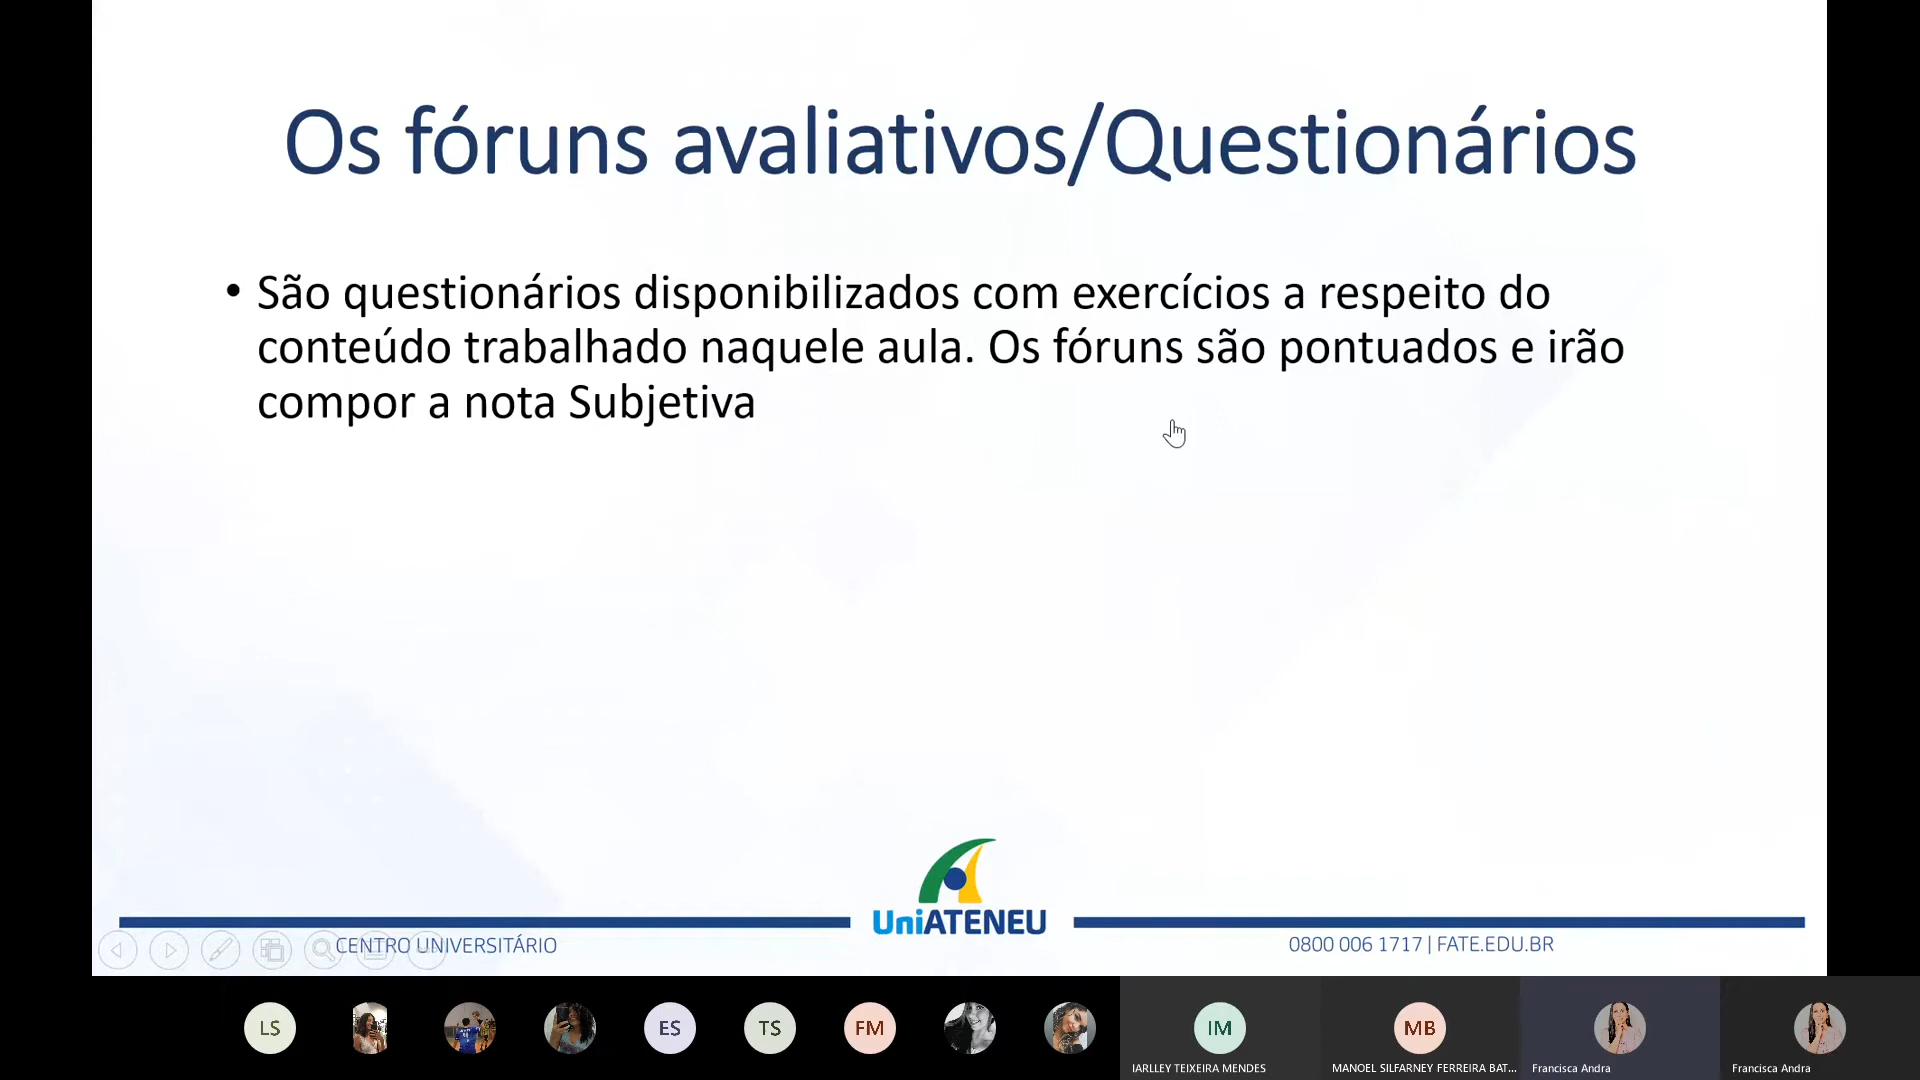 Os fóruns avaliativos/Questionários
• São questionários disponibilizados com exercícios a respeito do
conteúdo trabalhado naquele aula. Os fóruns são pontuados e irão
compor a nota Subjetiva
UniATENEU
CENTRO UNIVERSITÁRIO
0800 006 1717 | FATE.EDU.BR
LS
ES
TS
FM
IM
MB
IARLLEY TEIXEIRA MENDES
MANOEL SILFARNEY FERREIRA BAT...
Francisca Andra
Francisca Andra